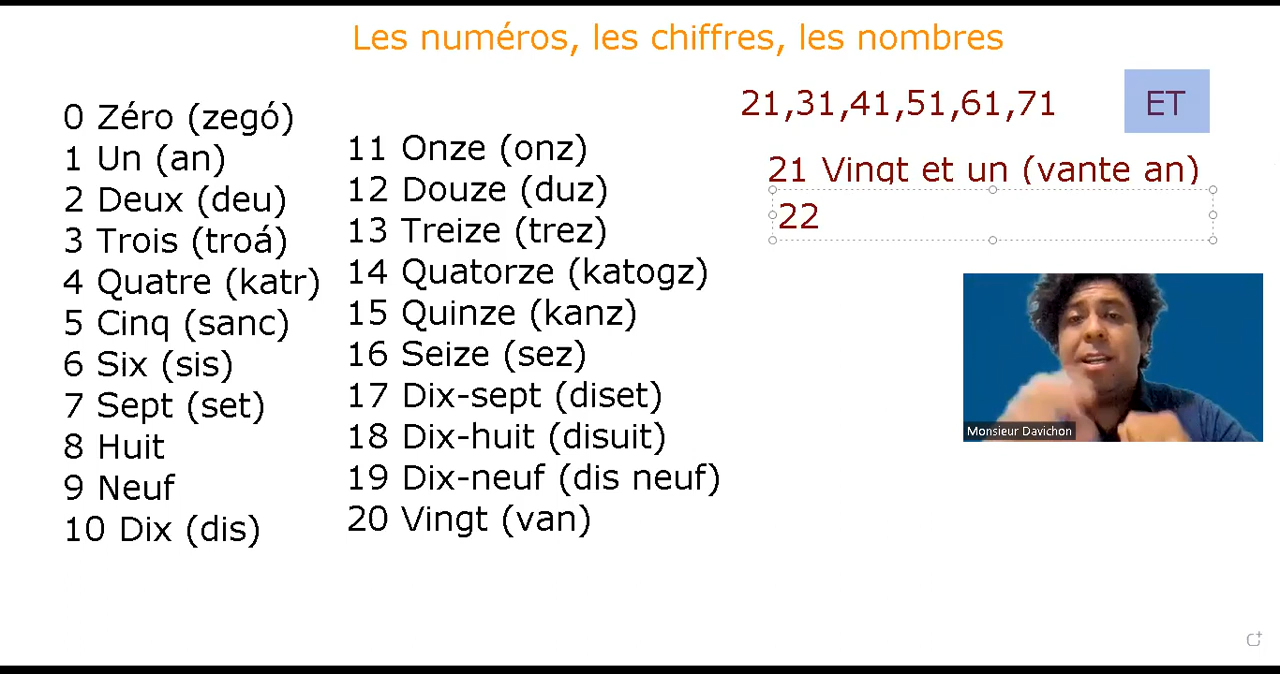 Les numéros, les chiffres, les nombres
0 Zéro (zegó)
1 Un (an)
2 Deux (deu)
3 Trois (troá)
4 Quatre (katr)
5 Cinq (sanc)
6 Six (sis)
7 Sept (set)
8 Huit
9 Neuf
10 Dix (dis)
11 Onze (onz)
12 Douze (duz)
13 Treize (trez)
14 Quatorze (katogz)
15 Quinze (kanz)
16 Seize (sez)
17 Dix-sept (diset)
18 Dix-huit (disuit)
19 Dix-neuf (dis neuf)
20 Vingt (van)
21,31,41,51,61,71
ET
21 Vingt et un (vante an)
22
Monsieur Davichon